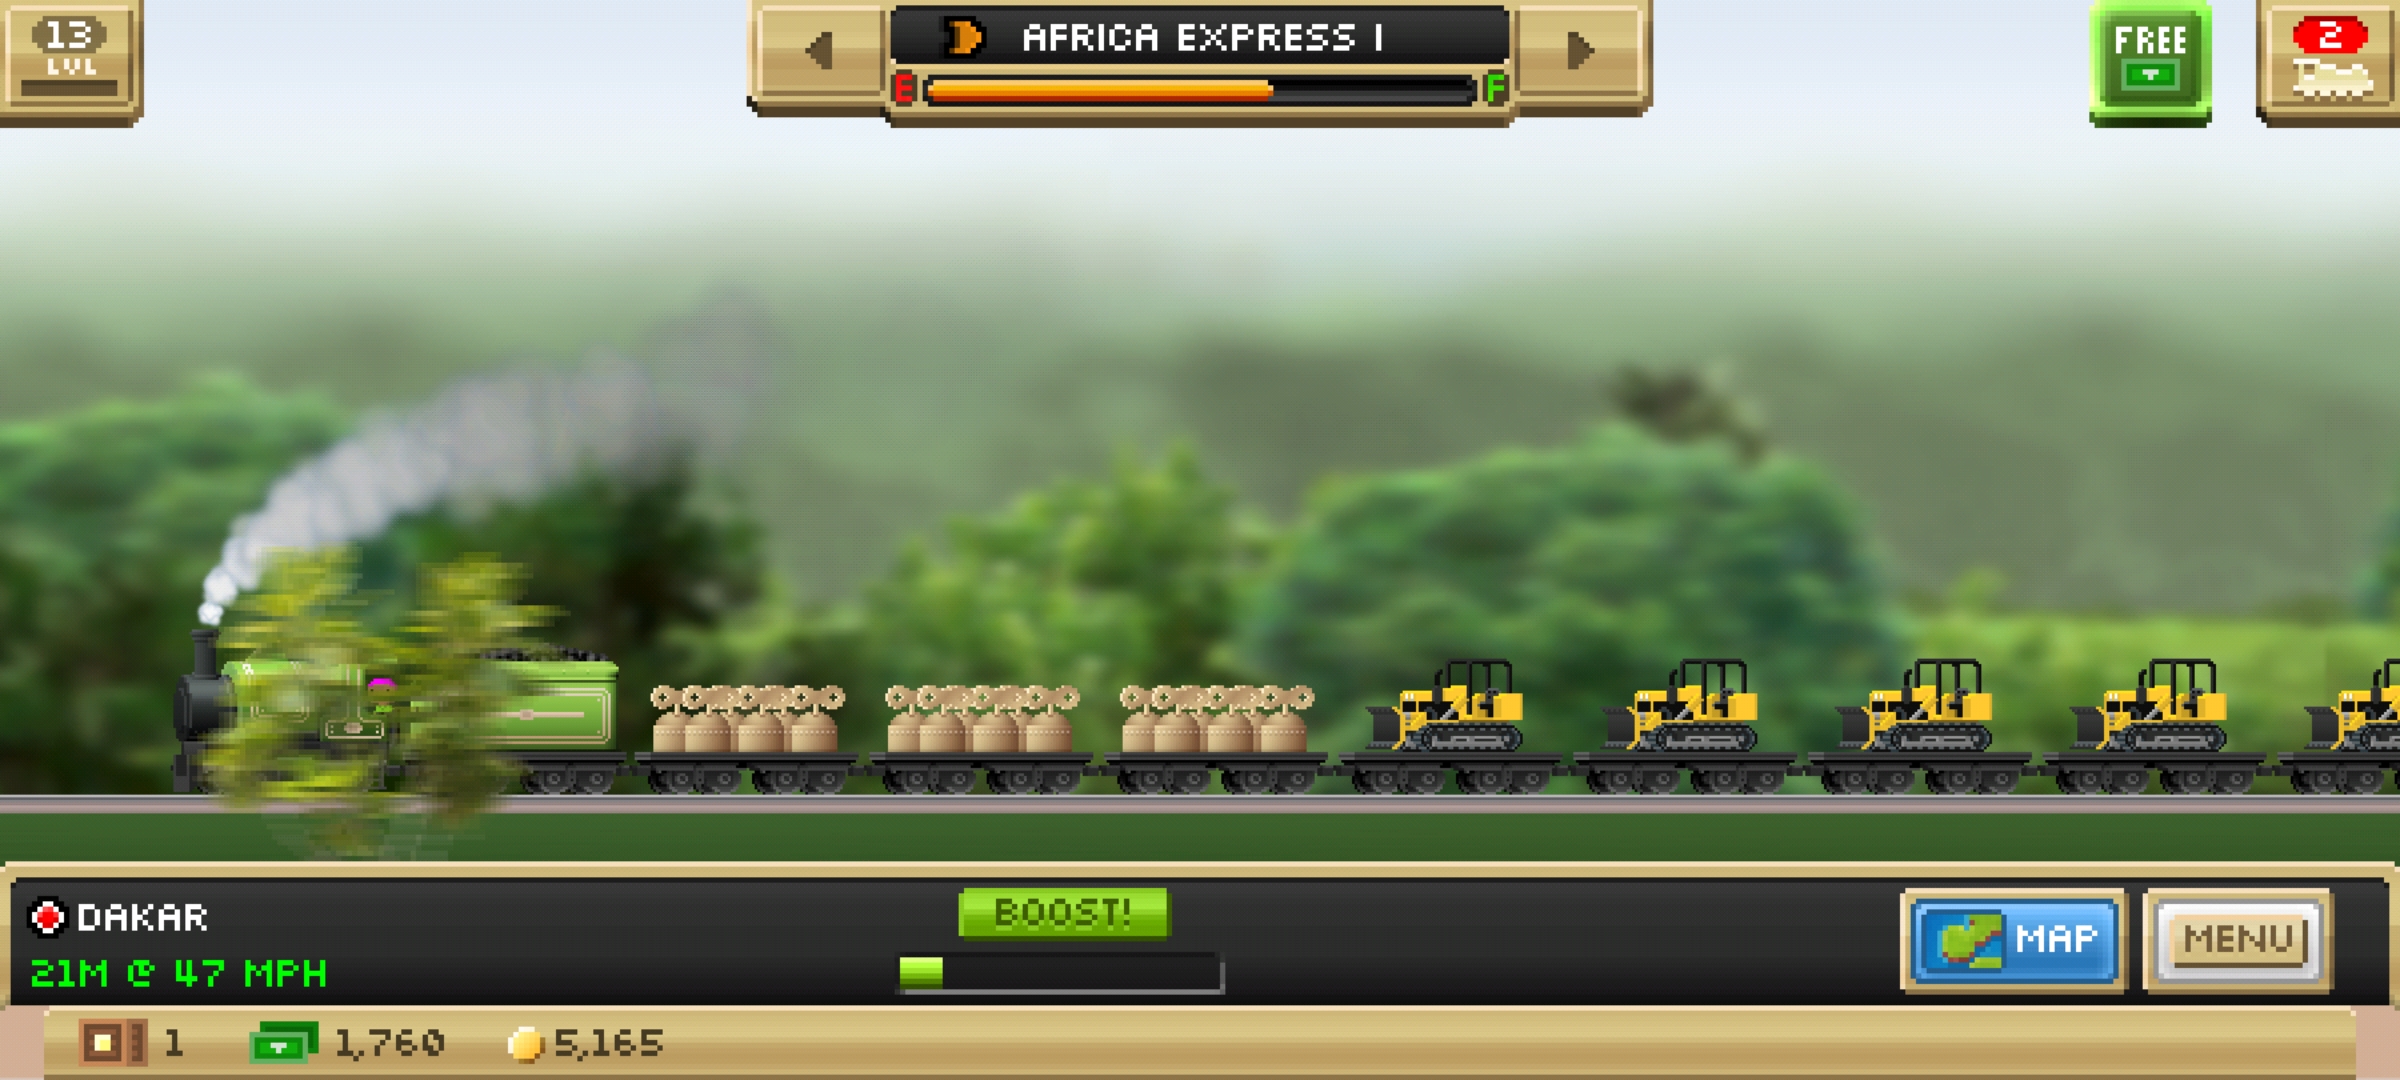 13
LVL
AFRICA EXPRESS I
E F
FREE
2
DAKAR
21M @ 47 MPH
BOOST!
MAP
MENU
1
1,760
5,165